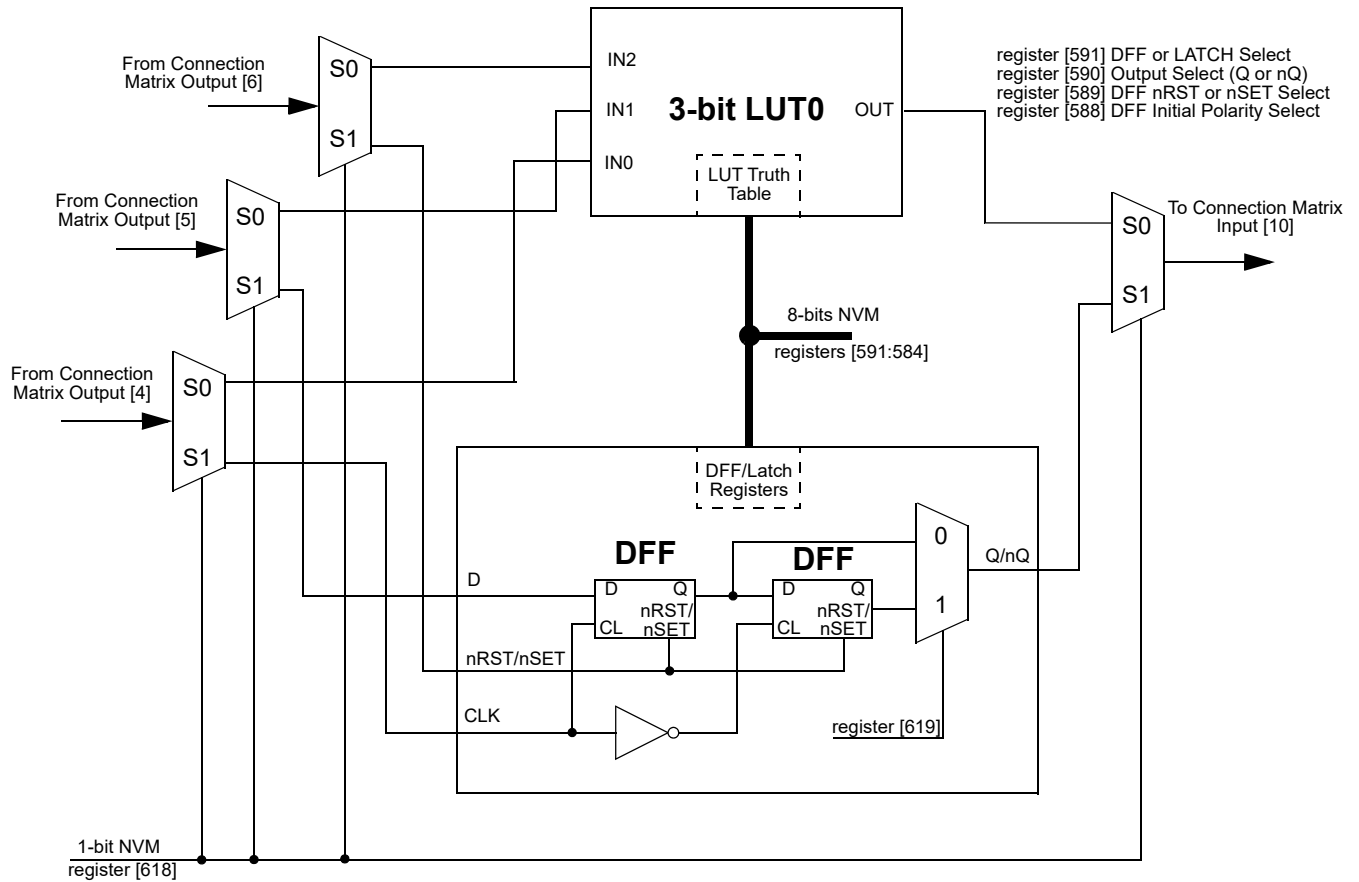 From Connection
Matrix Output [6]
S0
S1
IN2
IN1
IN0
3-bit LUT0
OUT
LUT Truth
Table
register [591] DFF or LATCH Select
register [590] Output Select (Q or nQ)
register [589] DFF nRST or nSET Select
register [588] DFF Initial Polarity Select
From Connection
Matrix Output [5]
S0
S1
To Connection Matrix
Input [10]
S0
S1
8-bits NVM
registers [591:584]
From Connection
Matrix Output [4]
S0
S1
DFF/Latch
Registers
DFF
DFF
D
D
Q
nRST/
nSET
CL
D
Q
nRST/
nSET
CL
0
1
Q/nQ
nRST/nSET
CLK
register [619]
1-bit NVM
register [618]